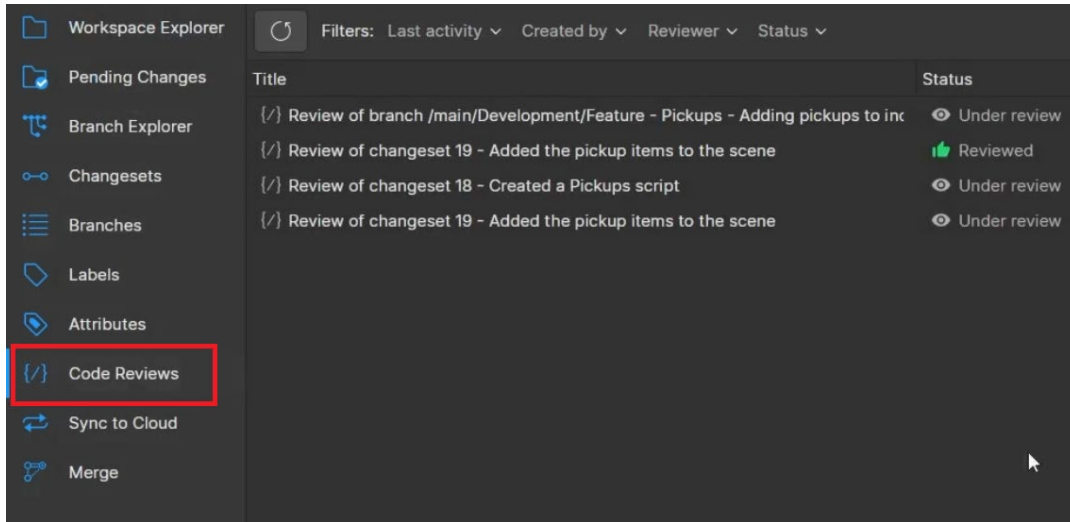 Workspace Explorer
Pending Changes
Branch Explorer
Changesets
Branches
Labels
Attributes
{/} Code Reviews
Sync to Cloud
Merge
Filters: Last activity Created by Reviewer Status
Title Status
{/} Review of branch /main/Development/Feature - Pickups - Adding pickups to inc Under review
{/} Review of changeset 19 - Added the pickup items to the scene Reviewed
{/} Review of changeset 18 - Created a Pickups script Under review
{/} Review of changeset 19 - Added the pickup items to the scene Under review